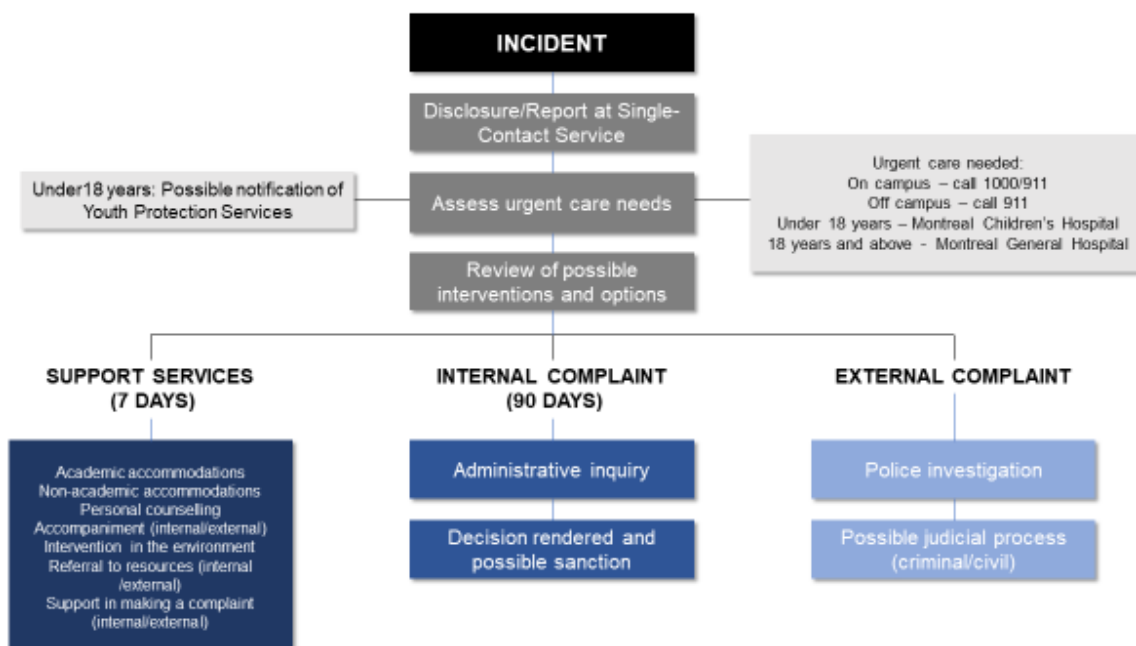 INCIDENT
Disclosure/Report at Single-
Contact Service
Under18 years: Possible notification of
Youth Protection Services
Assess urgent care needs
Urgent care needed:
On campus – call 1000/911
Off campus – call 911
Under 18 years – Montreal Children's Hospital
18 years and above - Montreal General Hospital
Review of possible
interventions and options
SUPPORT SERVICES
(7 DAYS)
Academic accommodations
Non-academic accommodations
Personal counselling
Accompaniment (internal/external)
Intervention in the environment
Referral to resources (internal
/external)
Support in making a complaint
(internal/external)
INTERNAL COMPLAINT
(90 DAYS)
Administrative inquiry
Decision rendered and
possible sanction
EXTERNAL COMPLAINT
Police investigation
Possible judicial process
(criminal/civil)